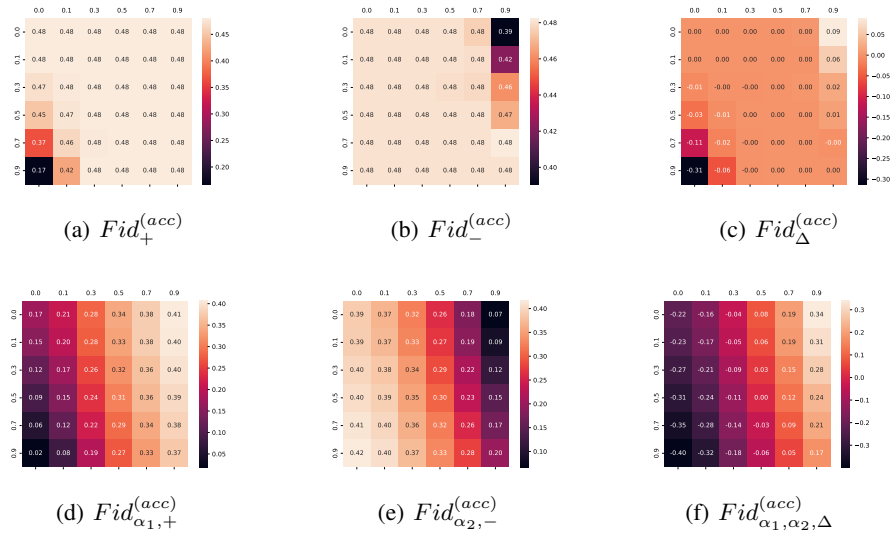 0.0 0.1 0.3 0.5 0.7 0.9
0.0 0.48 0.48 0.48 0.48 0.48 0.48
0.1 0.48 0.48 0.48 0.48 0.48 0.48
0.3 0.47 0.48 0.48 0.48 0.48 0.48
0.5 0.45 0.47 0.48 0.48 0.48 0.48
0.7 0.37 0.46 0.48 0.48 0.48 0.48
0.9 0.17 0.42 0.48 0.48 0.48 0.48
0.45
0.40
0.35
0.30
0.25
0.20
(a) Fid_+^{(acc)}
0.0 0.1 0.3 0.5 0.7 0.9
0.0 0.48 0.48 0.48 0.48 0.48 0.39
0.1 0.48 0.48 0.48 0.48 0.48 0.42
0.3 0.48 0.48 0.48 0.48 0.48 0.46
0.5 0.48 0.48 0.48 0.48 0.48 0.47
0.7 0.48 0.48 0.48 0.48 0.48 0.48
0.9 0.48 0.48 0.48 0.48 0.48 0.48
0.48
0.46
0.44
0.42
0.40
(b) Fid_-^{(acc)}
0.0 0.1 0.3 0.5 0.7 0.9
0.0 0.00 0.00 0.00 0.00 0.00 0.09
0.1 0.00 0.00 0.00 0.00 0.00 0.06
0.3 -0.01 -0.00 -0.00 -0.00 0.00 0.02
0.5 -0.03 -0.01 0.00 0.00 0.00 0.01
0.7 -0.11 -0.02 -0.00 0.00 0.00 -0.00
0.9 -0.31 -0.06 0.00 0.00 0.00 0.00
0.05
0.00
−0.05
−0.10
−0.15
−0.20
−0.25
−0.30
(c) Fid_Δ^{(acc)}
0.0 0.1 0.3 0.5 0.7 0.9
0.0 0.17 0.21 0.28 0.34 0.38 0.41
0.1 0.15 0.20 0.28 0.33 0.38 0.40
0.3 0.12 0.17 0.26 0.32 0.36 0.40
0.5 0.09 0.15 0.24 0.31 0.36 0.39
0.7 0.06 0.12 0.22 0.29 0.34 0.38
0.9 0.02 0.08 0.19 0.27 0.33 0.37
0.40
0.35
0.30
0.25
0.20
0.15
0.10
0.05
(d) Fid_{α_1,+}^{(acc)}
0.0 0.1 0.3 0.5 0.7 0.9
0.0 0.39 0.37 0.32 0.26 0.18 0.07
0.1 0.39 0.37 0.33 0.27 0.19 0.09
0.3 0.40 0.38 0.34 0.29 0.22 0.12
0.5 0.40 0.39 0.35 0.30 0.23 0.15
0.7 0.41 0.40 0.36 0.32 0.26 0.17
0.9 0.42 0.40 0.37 0.33 0.28 0.20
0.40
0.35
0.30
0.25
0.20
0.15
0.10
(e) Fid_{α_2,-}^{(acc)}
0.0 0.1 0.3 0.5 0.7 0.9
0.0 -0.22 -0.16 -0.04 0.08 0.19 0.34
0.1 -0.23 -0.17 -0.05 0.06 0.19 0.31
0.3 -0.27 -0.21 -0.09 0.03 0.15 0.28
0.5 -0.31 -0.24 -0.11 0.00 0.12 0.24
0.7 -0.35 -0.28 -0.14 -0.03 0.09 0.21
0.9 -0.40 -0.32 -0.18 -0.06 0.05 0.17
0.3
0.2
0.1
0.0
−0.1
−0.2
−0.3
(f) Fid_{α_1,α_2,Δ}^{(acc)}